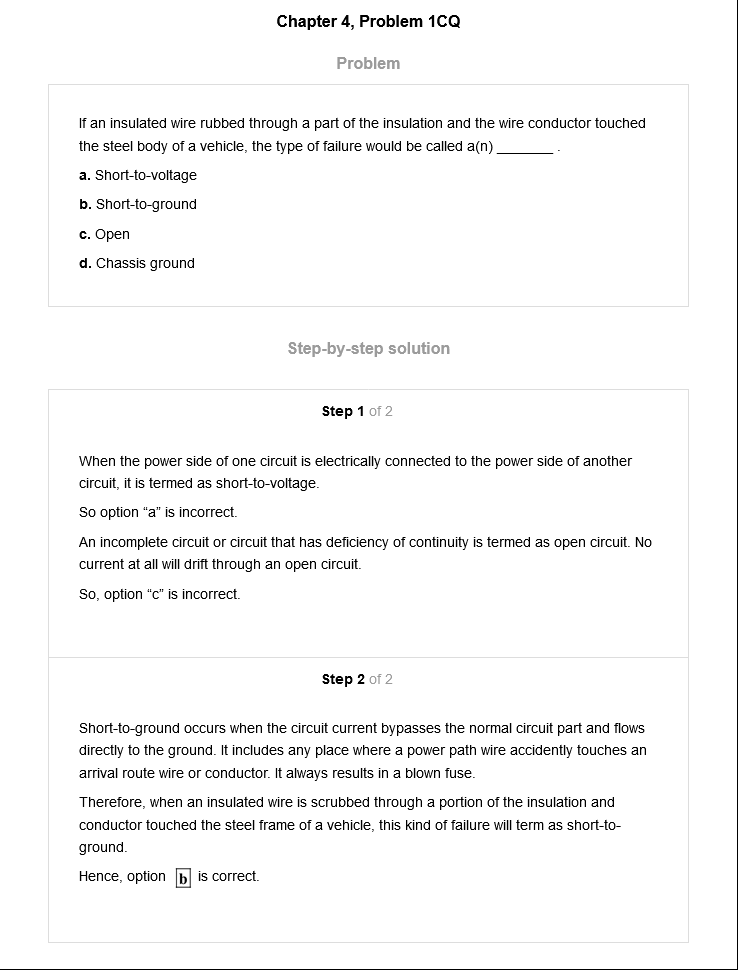 Chapter 4, Problem 1CQ
Problem
If an insulated wire rubbed through a part of the insulation and the wire conductor touched
the steel body of a vehicle, the type of failure would be called a(n) _______ .
a. Short-to-voltage
b. Short-to-ground
c. Open
d. Chassis ground
Step-by-step solution
Step 1 of 2
When the power side of one circuit is electrically connected to the power side of another
circuit, it is termed as short-to-voltage.
So option “a” is incorrect.
An incomplete circuit or circuit that has deficiency of continuity is termed as open circuit. No
current at all will drift through an open circuit.
So, option “c” is incorrect.
Step 2 of 2
Short-to-ground occurs when the circuit current bypasses the normal circuit part and flows
directly to the ground. It includes any place where a power path wire accidently touches an
arrival route wire or conductor. It always results in a blown fuse.
Therefore, when an insulated wire is scrubbed through a portion of the insulation and
conductor touched the steel frame of a vehicle, this kind of failure will term as short-to-
ground.
Hence, option b is correct.